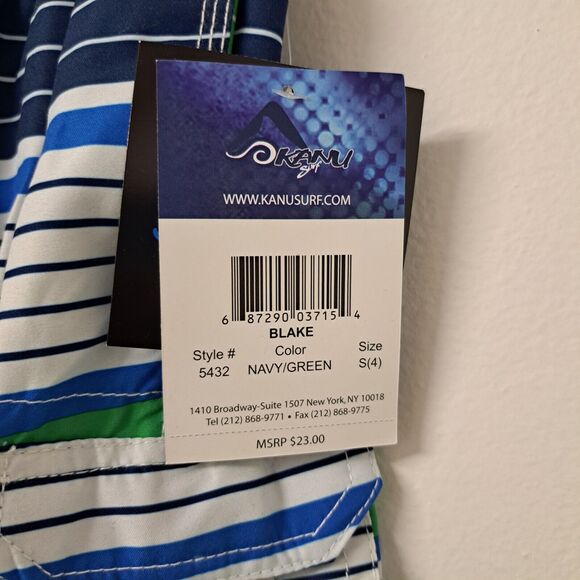 KANU
Surf
WWW.KANUSURF.COM
6 87290 03715 4
BLAKE
Style # Color Size
5432 NAVY/GREEN S(4)
1410 Broadway-Suite 1507 New York, NY 10018
Tel (212) 868-9771 • Fax (212) 868-9775
MSRP $23.00